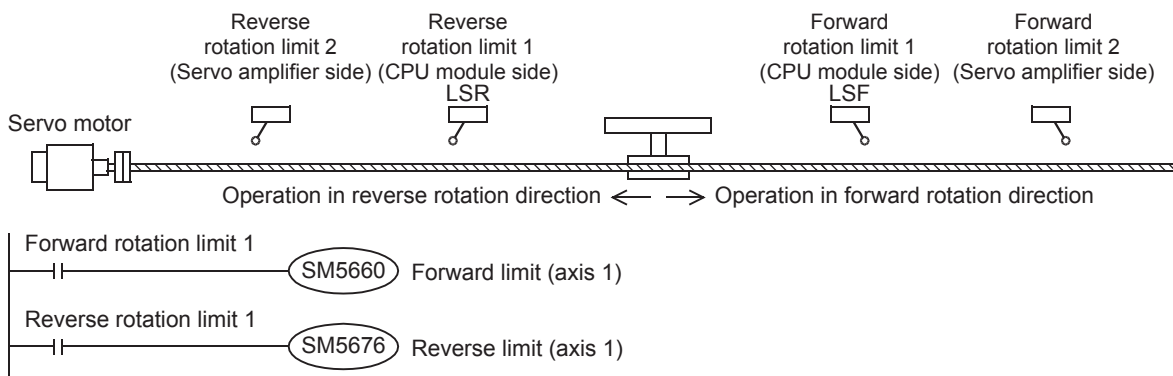 Reverse
rotation limit 2
(Servo amplifier side)
Reverse
rotation limit 1
(CPU module side)
LSR
Forward
rotation limit 1
(CPU module side)
LSF
Forward
rotation limit 2
(Servo amplifier side)
Servo motor
Operation in reverse rotation direction
Operation in forward rotation direction
Forward rotation limit 1
SM5660
Forward limit (axis 1)
Reverse rotation limit 1
SM5676
Reverse limit (axis 1)